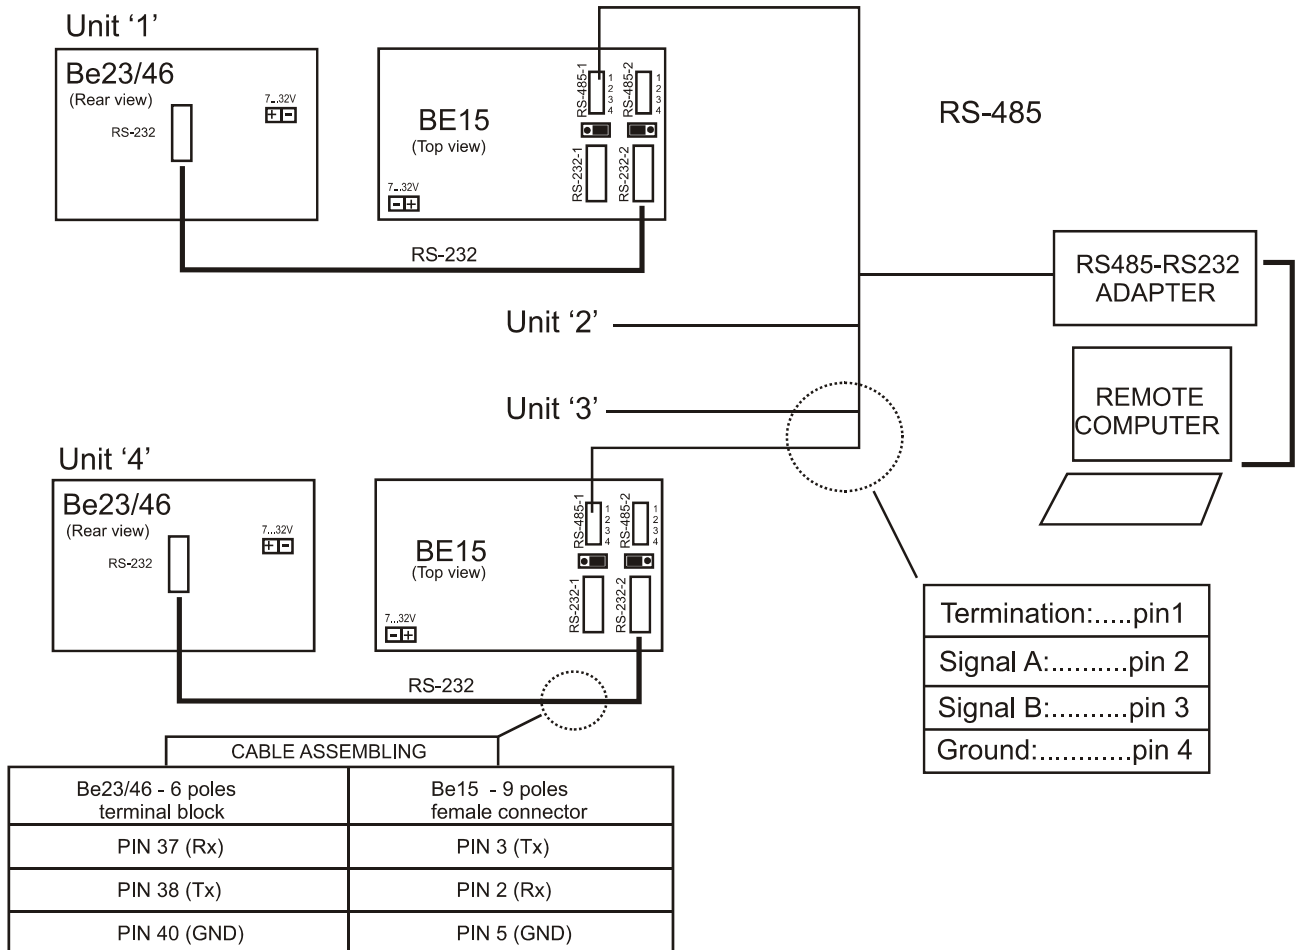 Unit ‘1’
Be23/46
(Rear view)
RS-232
7...32V
+ -
BE15
(Top view)
7...32V
- +
RS-485-1
1
2
3
4
RS-485-2
1
2
3
4
RS-232-1
RS-232-2
RS-232
RS-485
RS485-RS232
ADAPTER
Unit ‘2’
Unit ‘3’
REMOTE
COMPUTER
Unit ‘4’
Be23/46
(Rear view)
RS-232
7...32V
+ -
BE15
(Top view)
7...32V
- +
RS-485-1
1
2
3
4
RS-485-2
1
2
3
4
RS-232-1
RS-232-2
RS-232
Termination:.....pin1
Signal A:..........pin 2
Signal B:..........pin 3
Ground:............pin 4
CABLE ASSEMBLING
Be23/46 - 6 poles
terminal block
Be15 - 9 poles
female connector
PIN 37 (Rx) PIN 3 (Tx)
PIN 38 (Tx) PIN 2 (Rx)
PIN 40 (GND) PIN 5 (GND)